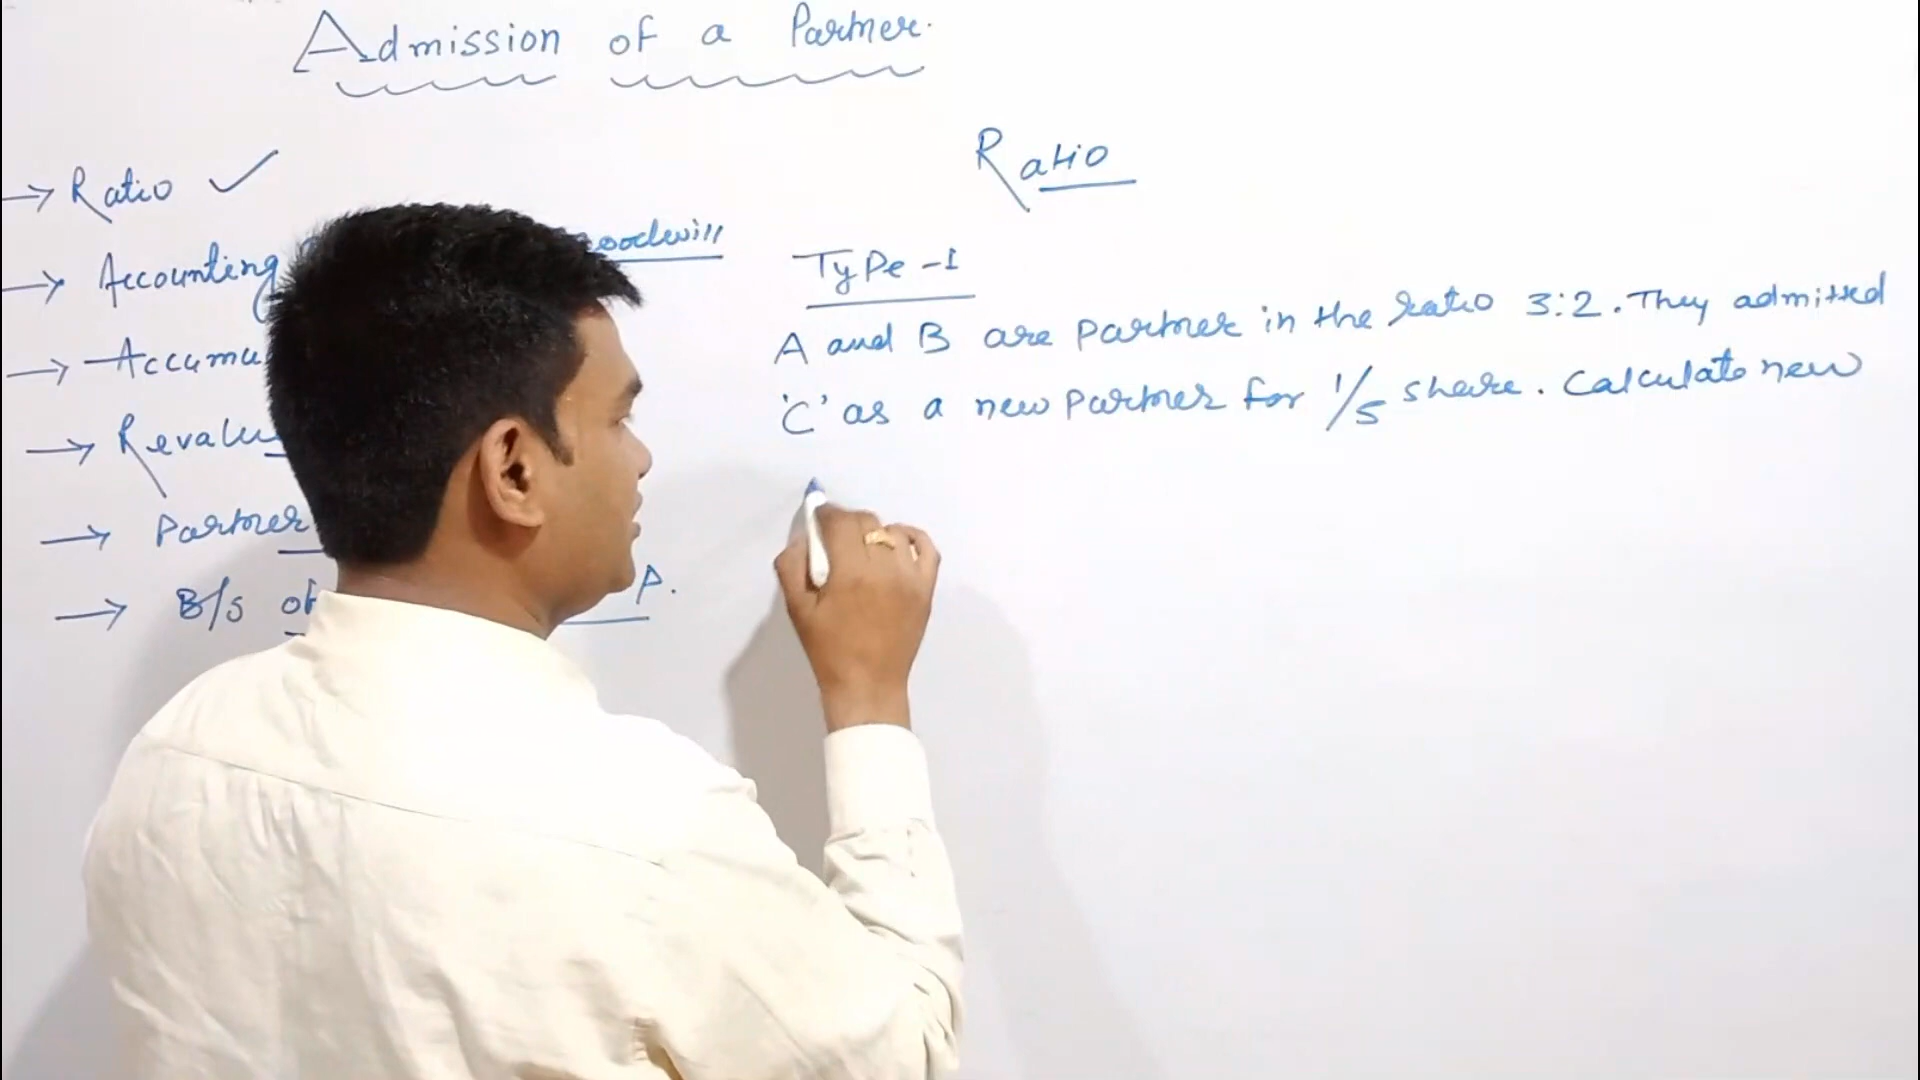 Admission of a Partner.
→ Ratio ✓
→ Accounting
→ Accumu
→ Revalu
→ Partner
→ B/s of P.
Ratio
Type-1
A and B are Partner in the ratio 3:2. They admitted
'C' as a new Partner for 1/5 share. Calculate new